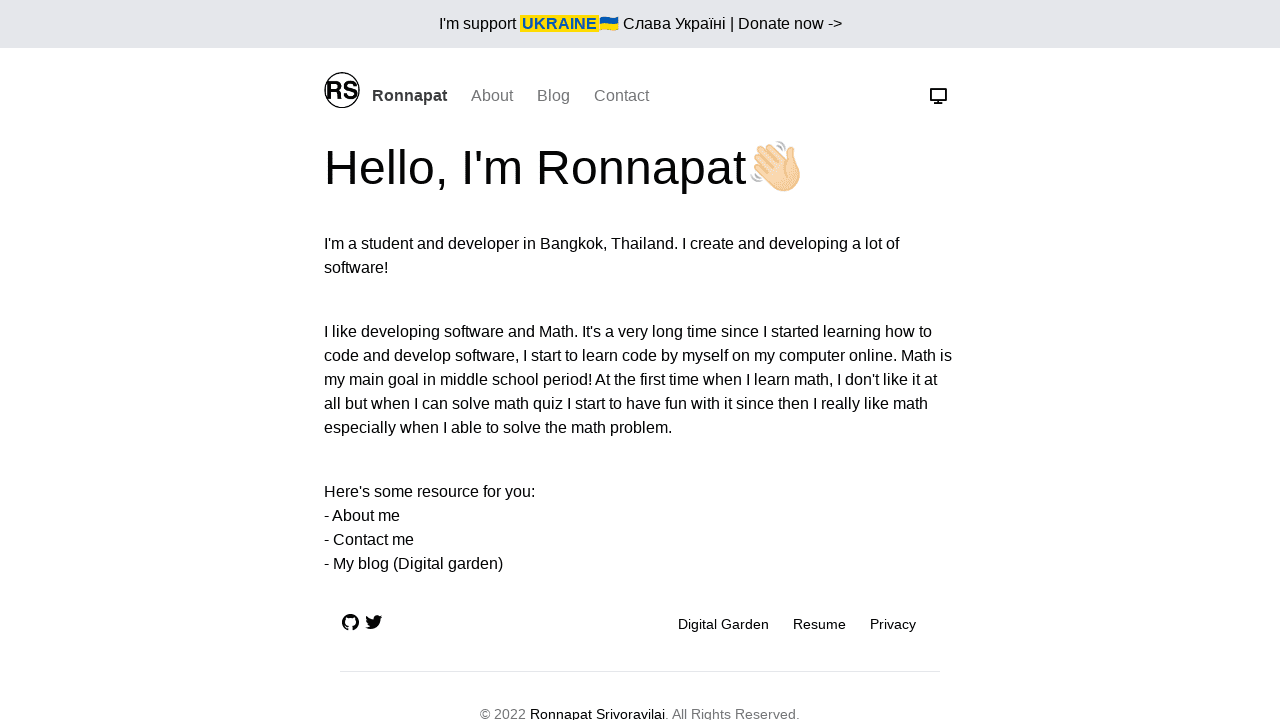 I'm support UKRAINE🇺🇦 Слава Україні | Donate now ->
RS Ronnapat About Blog Contact
Hello, I'm Ronnapat👋🏻
I'm a student and developer in Bangkok, Thailand. I create and developing a lot of
software!
I like developing software and Math. It's a very long time since I started learning how to
code and develop software, I start to learn code by myself on my computer online. Math is
my main goal in middle school period! At the first time when I learn math, I don't like it at
all but when I can solve math quiz I start to have fun with it since then I really like math
especially when I able to solve the math problem.
Here's some resource for you:
- About me
- Contact me
- My blog (Digital garden)
Digital Garden Resume Privacy
© 2022 Ronnapat Srivoravilai. All Rights Reserved.